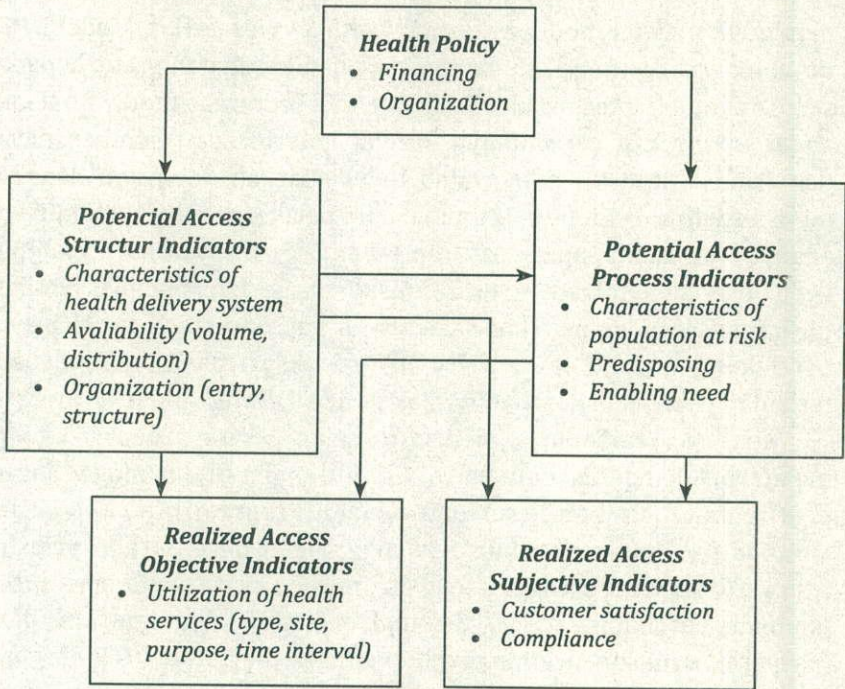 Health Policy
• Financing
• Organization
Potencial Access
Structur Indicators
• Characteristics of
health delivery system
• Avaliability (volume,
distribution)
• Organization (entry,
structure)
Potential Access
Process Indicators
• Characteristics of
population at risk
• Predisposing
• Enabling need
Realized Access
Objective Indicators
• Utilization of health
services (type, site,
purpose, time interval)
Realized Access
Subjective Indicators
• Customer satisfaction
• Compliance